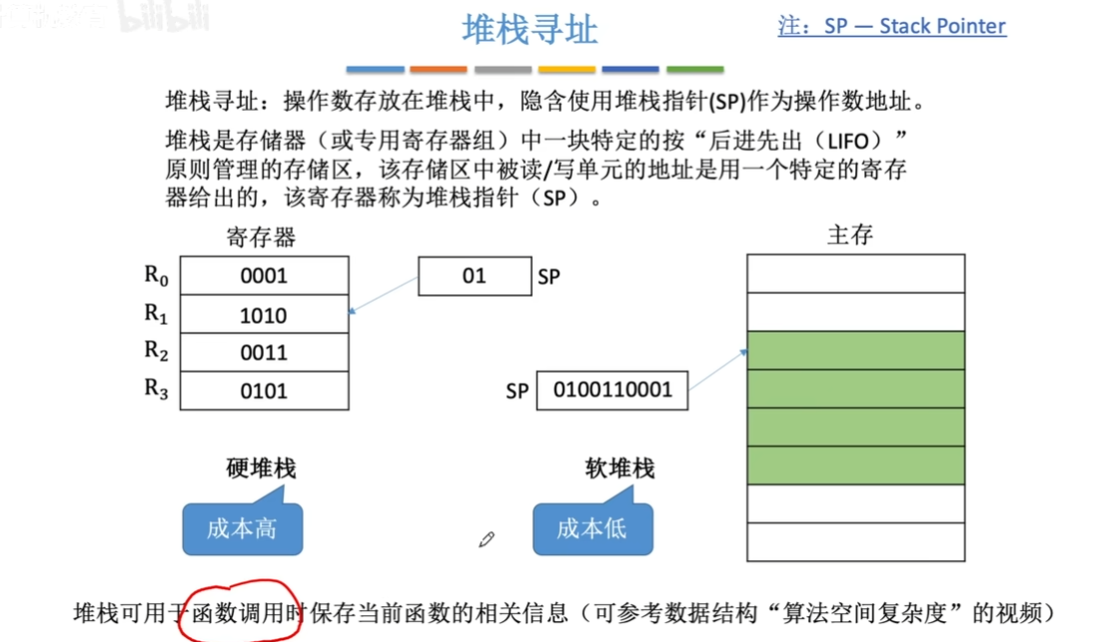 bilibili
堆栈寻址
注：SP — Stack Pointer
堆栈寻址：操作数存放在堆栈中，隐含使用堆栈指针(SP)作为操作数地址。
堆栈是存储器（或专用寄存器组）中一块特定的按“后进先出（LIFO）”
原则管理的存储区，该存储区中被读/写单元的地址是用一个特定的寄存
器给出的，该寄存器称为堆栈指针（SP）。
寄存器
R₀ 0001
R₁ 1010
R₂ 0011
R₃ 0101
01 SP
SP 0100110001
主存
硬堆栈
成本高
软堆栈
成本低
堆栈可用于函数调用时保存当前函数的相关信息（可参考数据结构“算法空间复杂度”的视频）